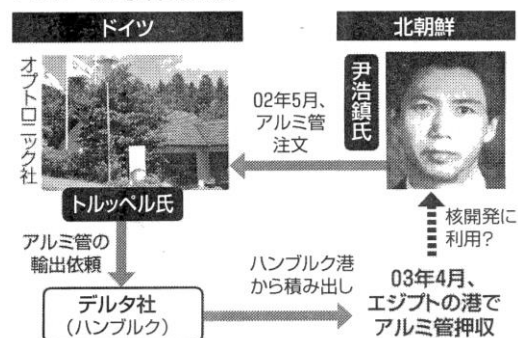 ドイツ
北朝鮮
オプトロニック社
尹浩鎮氏
02年5月、
アルミ管
注文
トルッペル氏
アルミ管の
輸出依頼
デルタ社
(ハンブルク)
ハンブルク港
から積み出し
03年4月、
エジプトの港で
アルミ管押収
核開発に
利用?